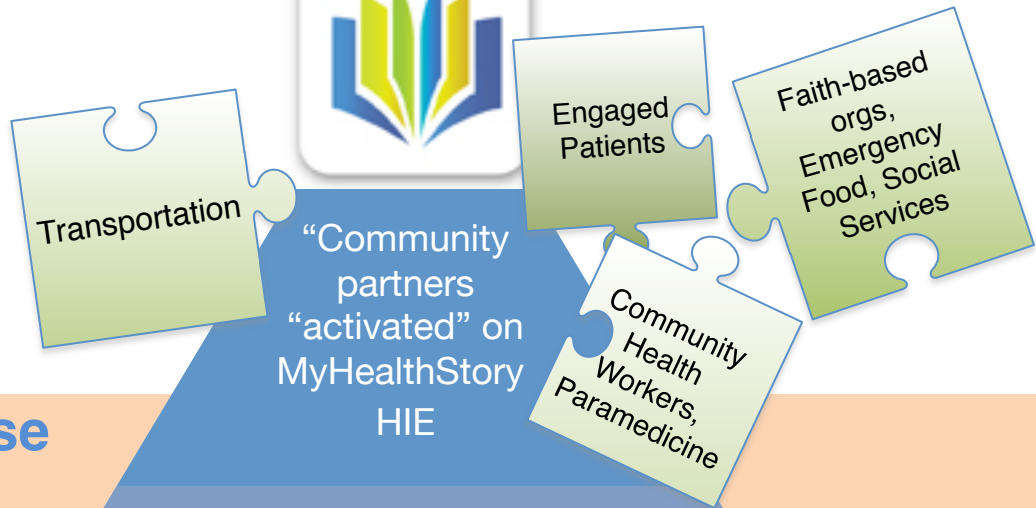 Transportation
Engaged
Patients
Faith-based
orgs,
Emergency
Food, Social
Services
“Community
partners
“activated” on
MyHealthStory
HIE
Community
Health
Workers,
Paramedicine
se